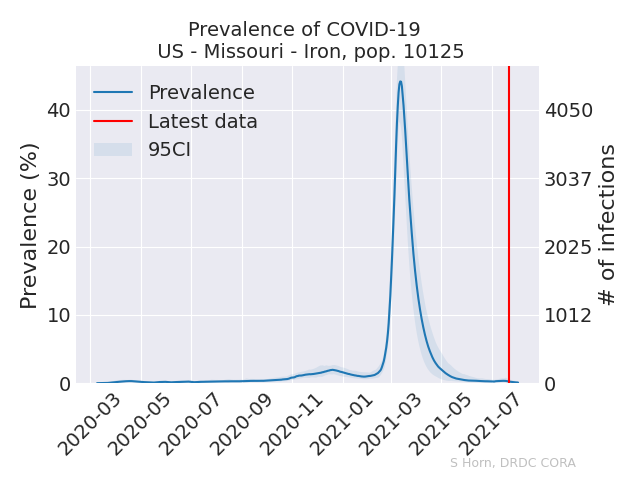 Prevalence of COVID-19
US - Missouri - Iron, pop. 10125
Prevalence
Latest data
95CI
Prevalence (%)
40
30
20
10
0
4050
3037
2025
1012
0
# of infections
2020-03
2020-05
2020-07
2020-09
2020-11
2021-01
2021-03
2021-05
2021-07
S Horn, DRDC CORA